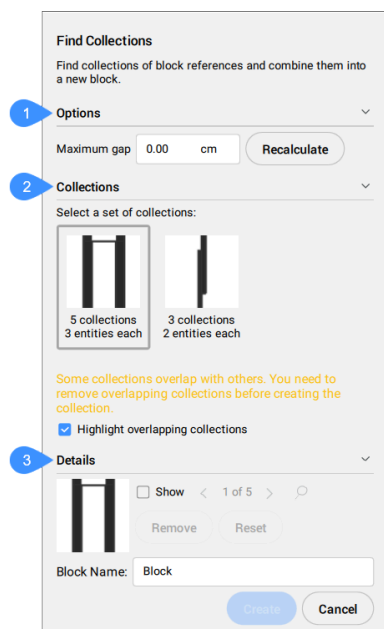 Find Collections
Find collections of block references and combine them into
a new block.
1 Options
Maximum gap 0.00 cm Recalculate
2 Collections
Select a set of collections:
5 collections 3 collections
3 entities each 2 entities each
Some collections overlap with others. You need to
remove overlapping collections before creating the
collection.
Highlight overlapping collections
3 Details
Show < 1 of 5 >
Remove Reset
Block Name: Block
Create Cancel